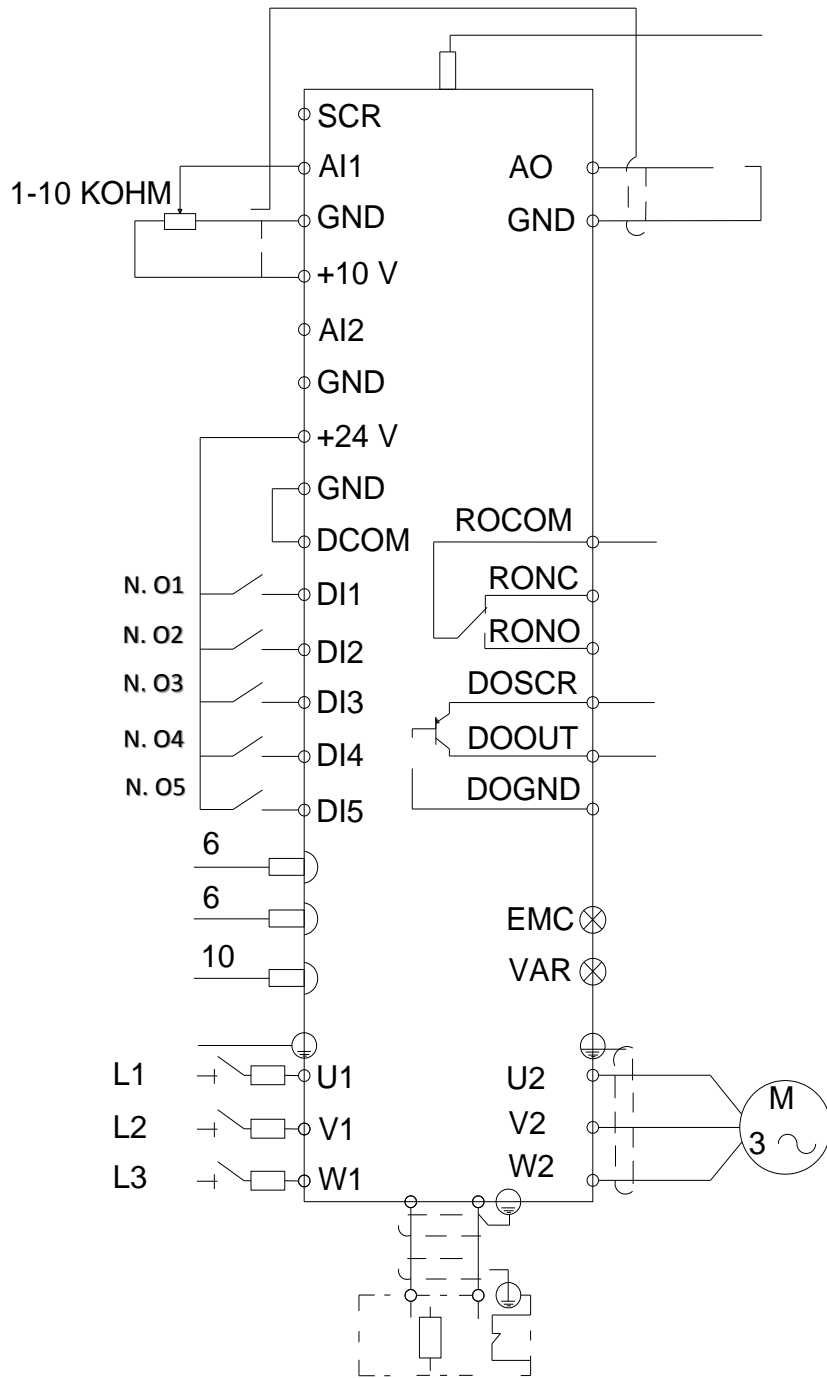 SCR
AI1
AO
1-10 KOHM
GND
GND
+10 V
AI2
GND
+24 V
GND
ROCOM
DCOM
RONC
N. O1
DI1
RONO
N. O2
DI2
N. O3
DOSCR
DI3
N. O4
DOOUT
DI4
N. O5
DOGND
DI5
6
6
EMC
10
VAR
L1
U1
U2
M
L2
V1
V2
3
L3
W1
W2